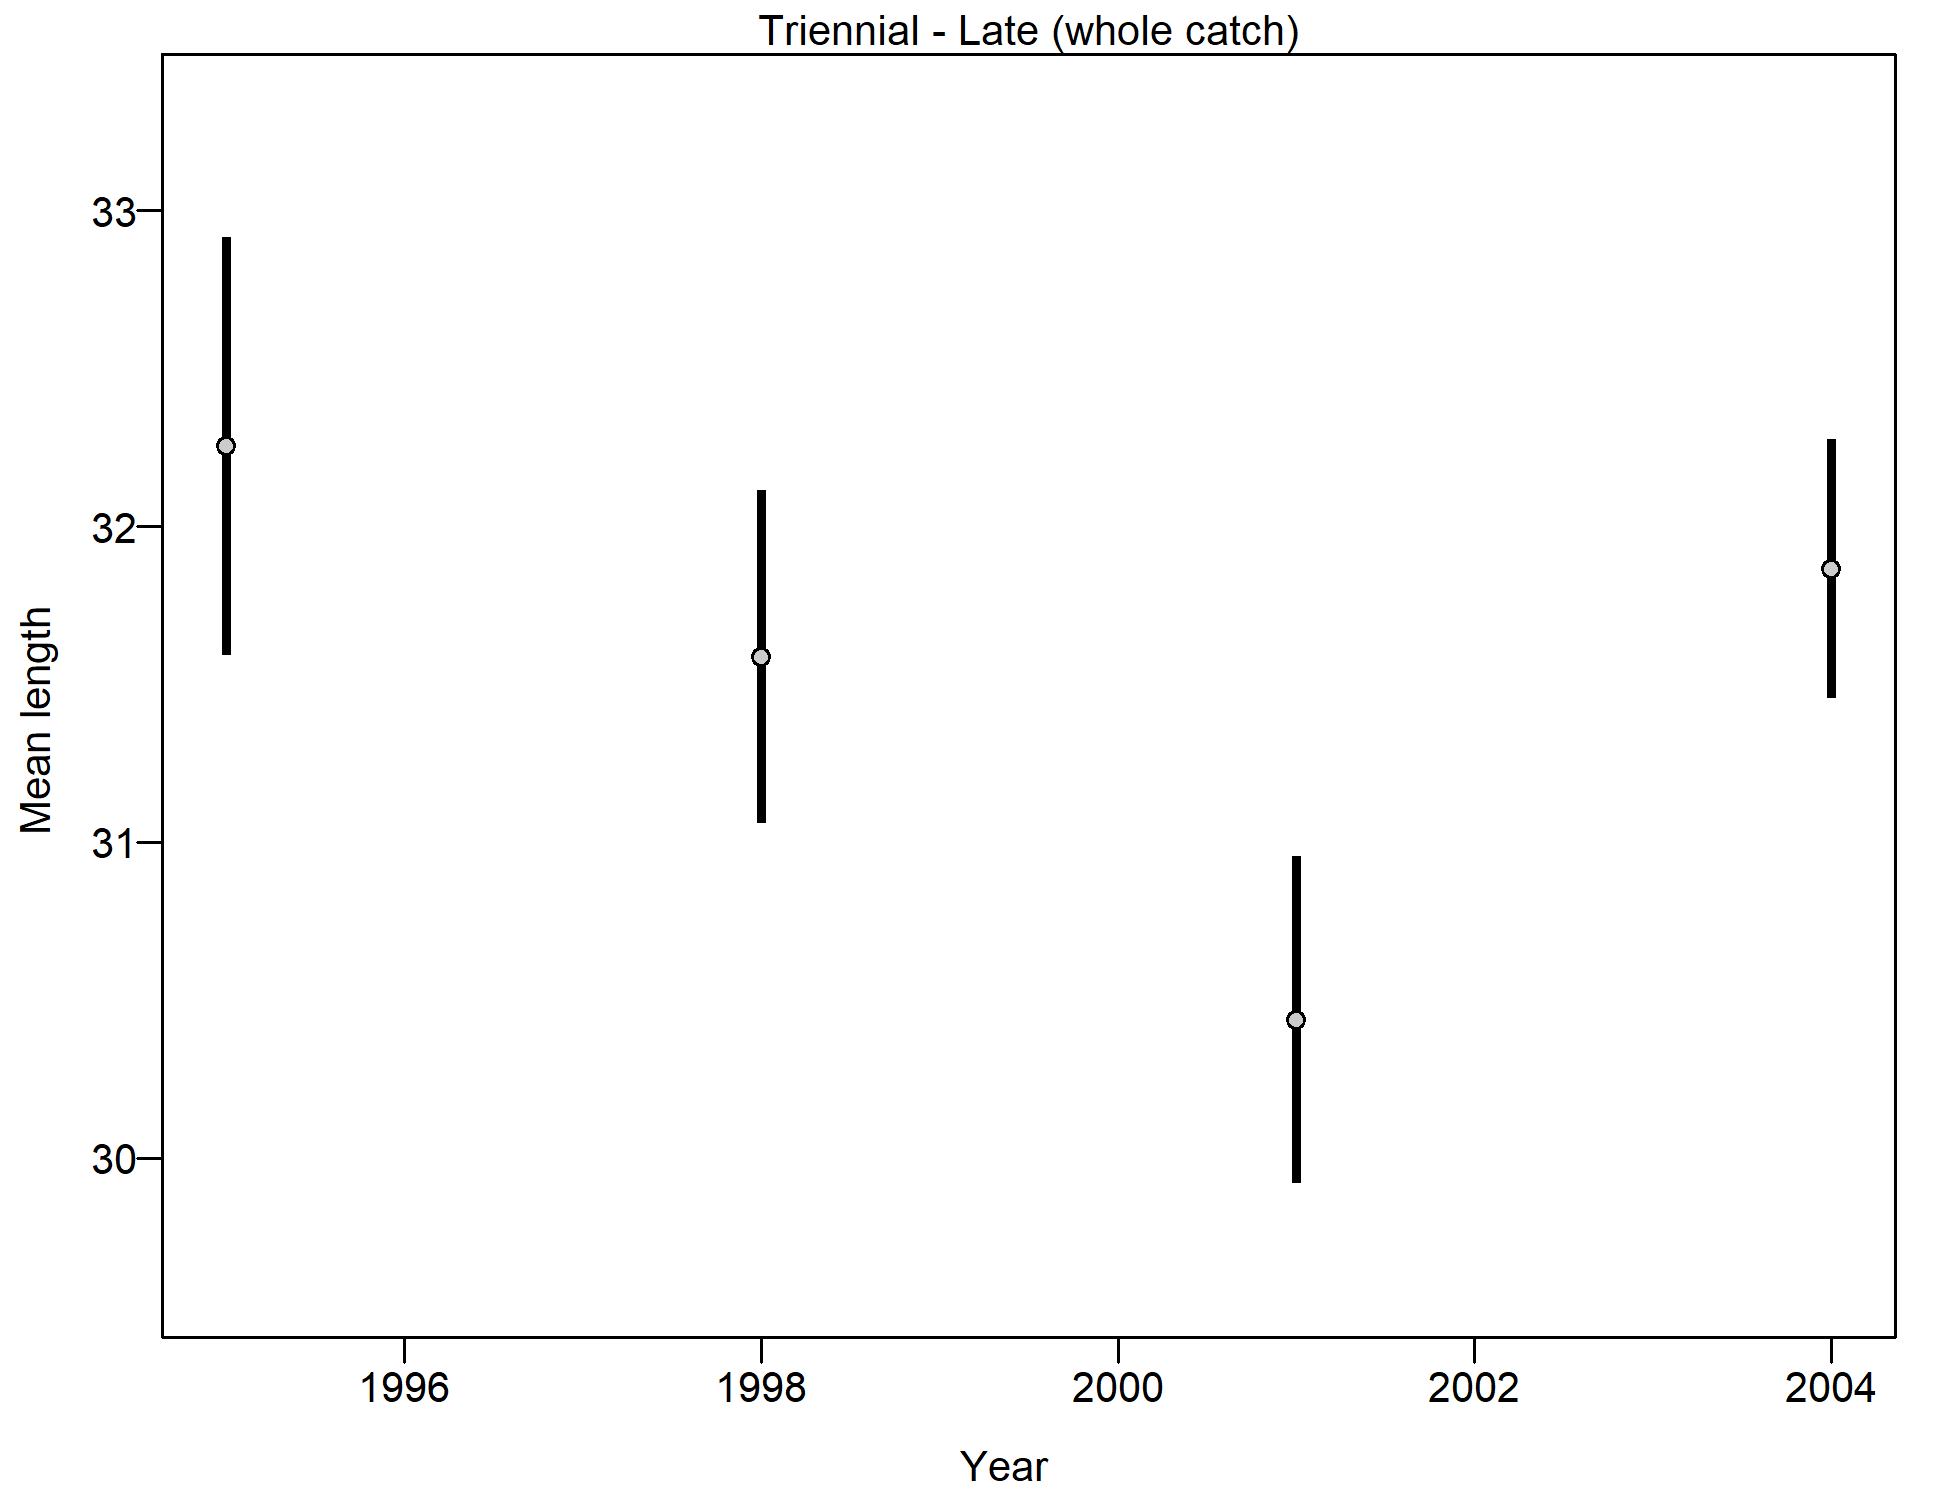 Triennial - Late (whole catch)
33
32
31
30
Mean length
1996 1998 2000 2002 2004
Year